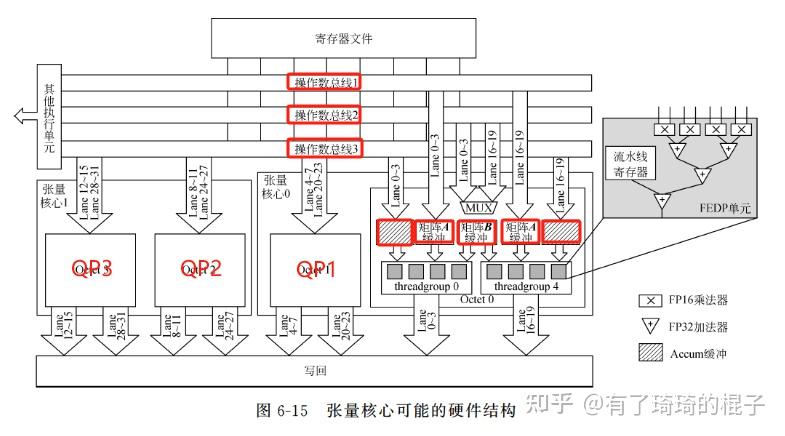 寄存器文件
其他执行单元
操作数总线1
操作数总线2
操作数总线3
张量核心1
Lane 12~15
Lane 28~31
Lane 8~11
Lane 24~27
张量核心0
Lane 4~7
Lane 20~23
Lane 0~3
Lane 0~3
Lane 0~3
Lane 16~19
Lane 16~19
Lane 16~19
MUX
矩阵A缓冲
矩阵B缓冲
矩阵A缓冲
QP3
QP2
QP1
threadgroup 0
threadgroup 4
Octet 0
流水线寄存器
FEDP单元
FP16乘法器
FP32加法器
Accum缓冲
Lane 12~15
Lane 28~31
Lane 8~11
Lane 24~27
Lane 4~7
Lane 20~23
Lane 0~3
Lane 16~19
写回
图 6-15 张量核心可能的硬件结构
知乎 @有了琦琦的棍子